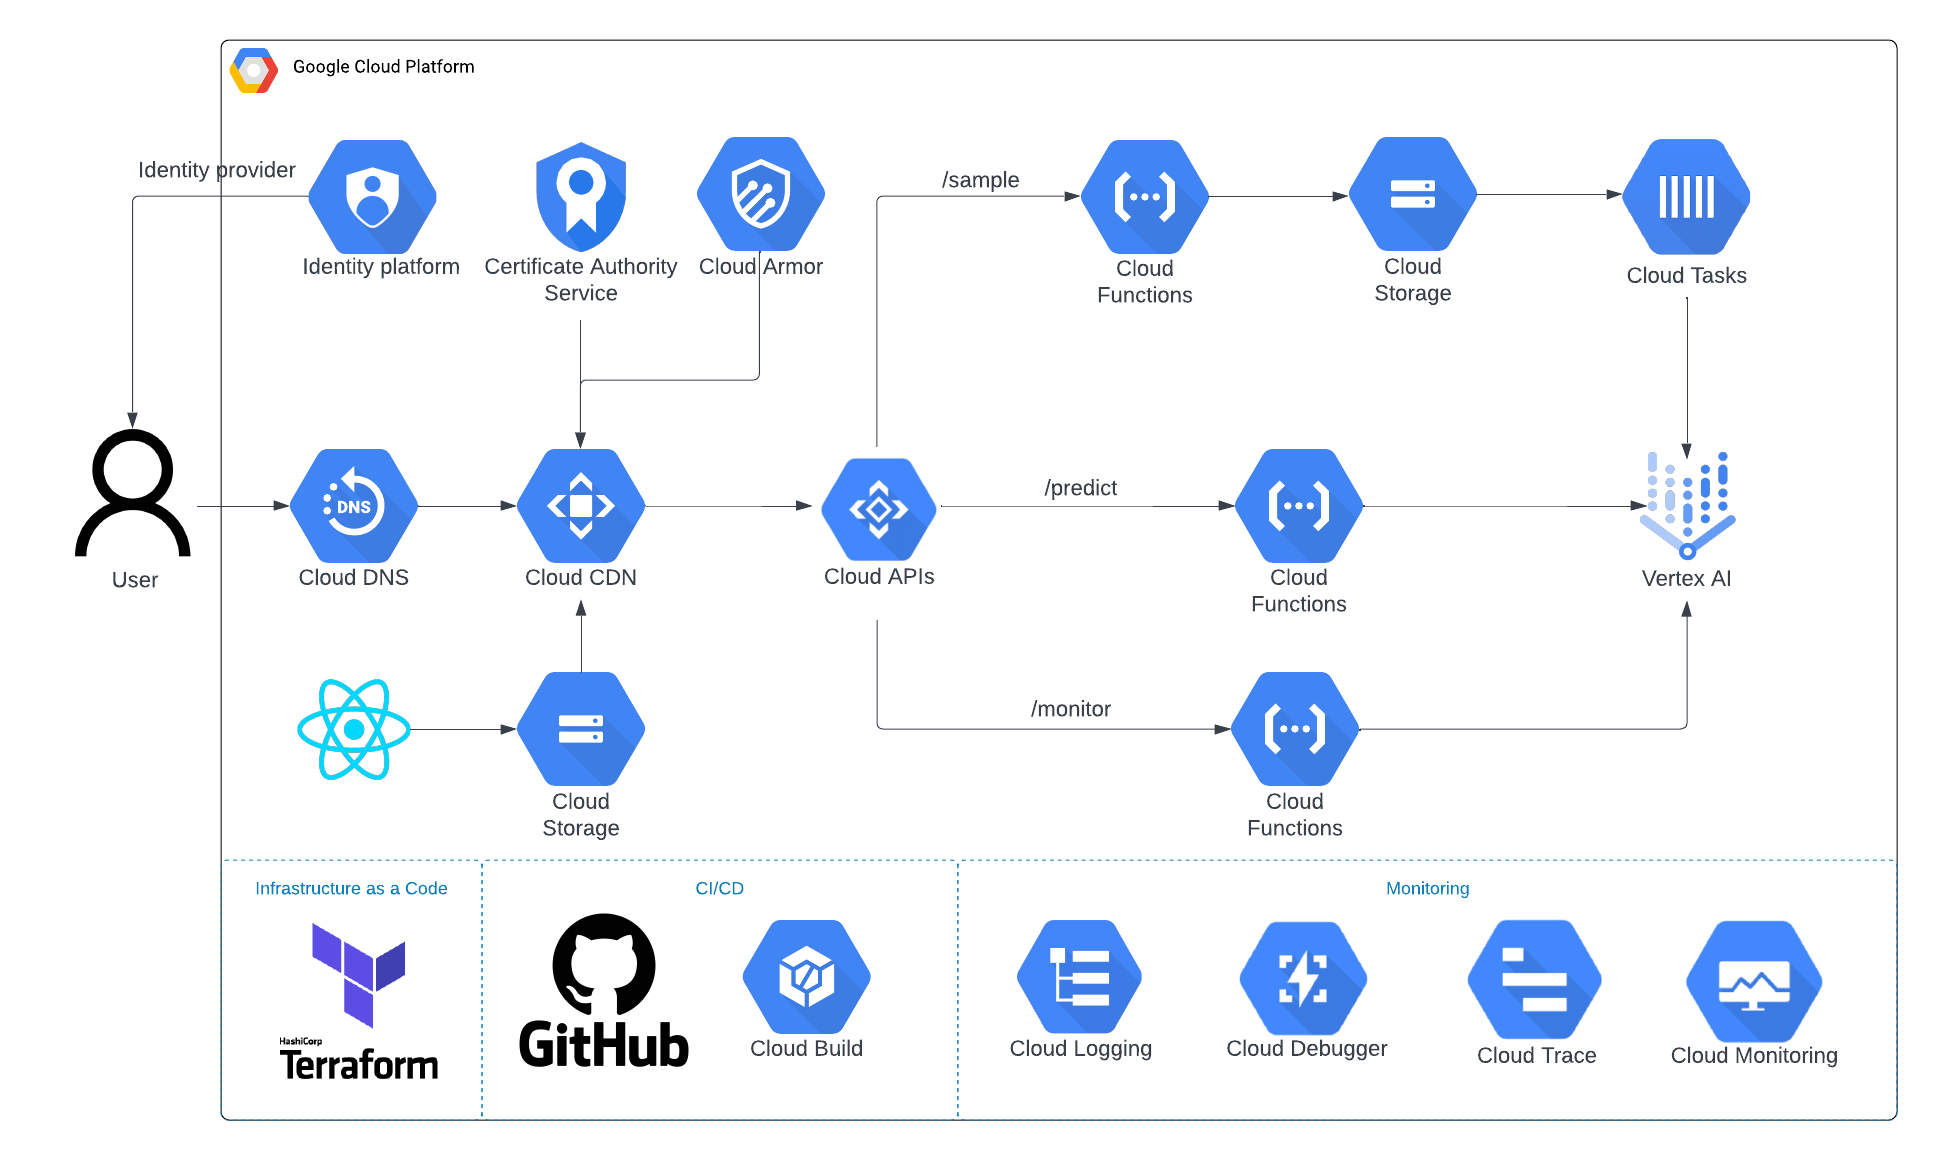 Google Cloud Platform
Identity provider
/sample
Identity platform
Certificate Authority
Service
Cloud Armor
Cloud
Functions
Cloud
Storage
Cloud Tasks
/predict
DNS
User
Cloud DNS
Cloud CDN
Cloud APIs
Cloud
Functions
Vertex AI
/monitor
Cloud
Storage
Cloud
Functions
Infrastructure as a Code
CI/CD
Monitoring
HashiCorp
Terraform
GitHub
Cloud Build
Cloud Logging
Cloud Debugger
Cloud Trace
Cloud Monitoring